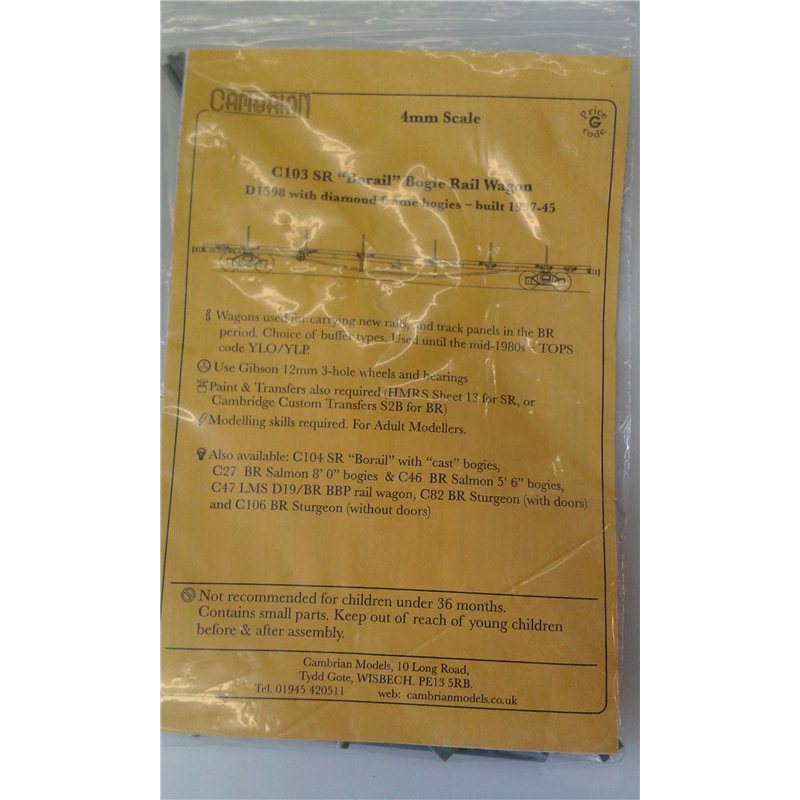 CAMBRIAN
4mm Scale
Price
G
code
C103 SR "Borail" Bogie Rail Wagon
D1598 with diamond frame bogies – built 1937-45
Wagons used for carrying new rails, and track panels in the BR
period. Choice of buffer types. Used until the mid-1980s – TOPS
code YLO/YLP.
Use Gibson 12mm 3-hole wheels and bearings
Paint & Transfers also required (HMRS Sheet 13 for SR, or
Cambridge Custom Transfers S2B for BR)
Modelling skills required. For Adult Modellers.
Also available: C104 SR "Borail" with "cast" bogies,
C27 BR Salmon 8' 0" bogies & C46 BR Salmon 5' 6" bogies,
C47 LMS D19/BR BBP rail wagon, C82 BR Sturgeon (with doors)
and C106 BR Sturgeon (without doors)
Not recommended for children under 36 months.
Contains small parts. Keep out of reach of young children
before & after assembly.
Cambrian Models, 10 Long Road,
Tydd Gote, WISBECH. PE13 5RB.
Tel. 01945 420511 web: cambrianmodels.co.uk